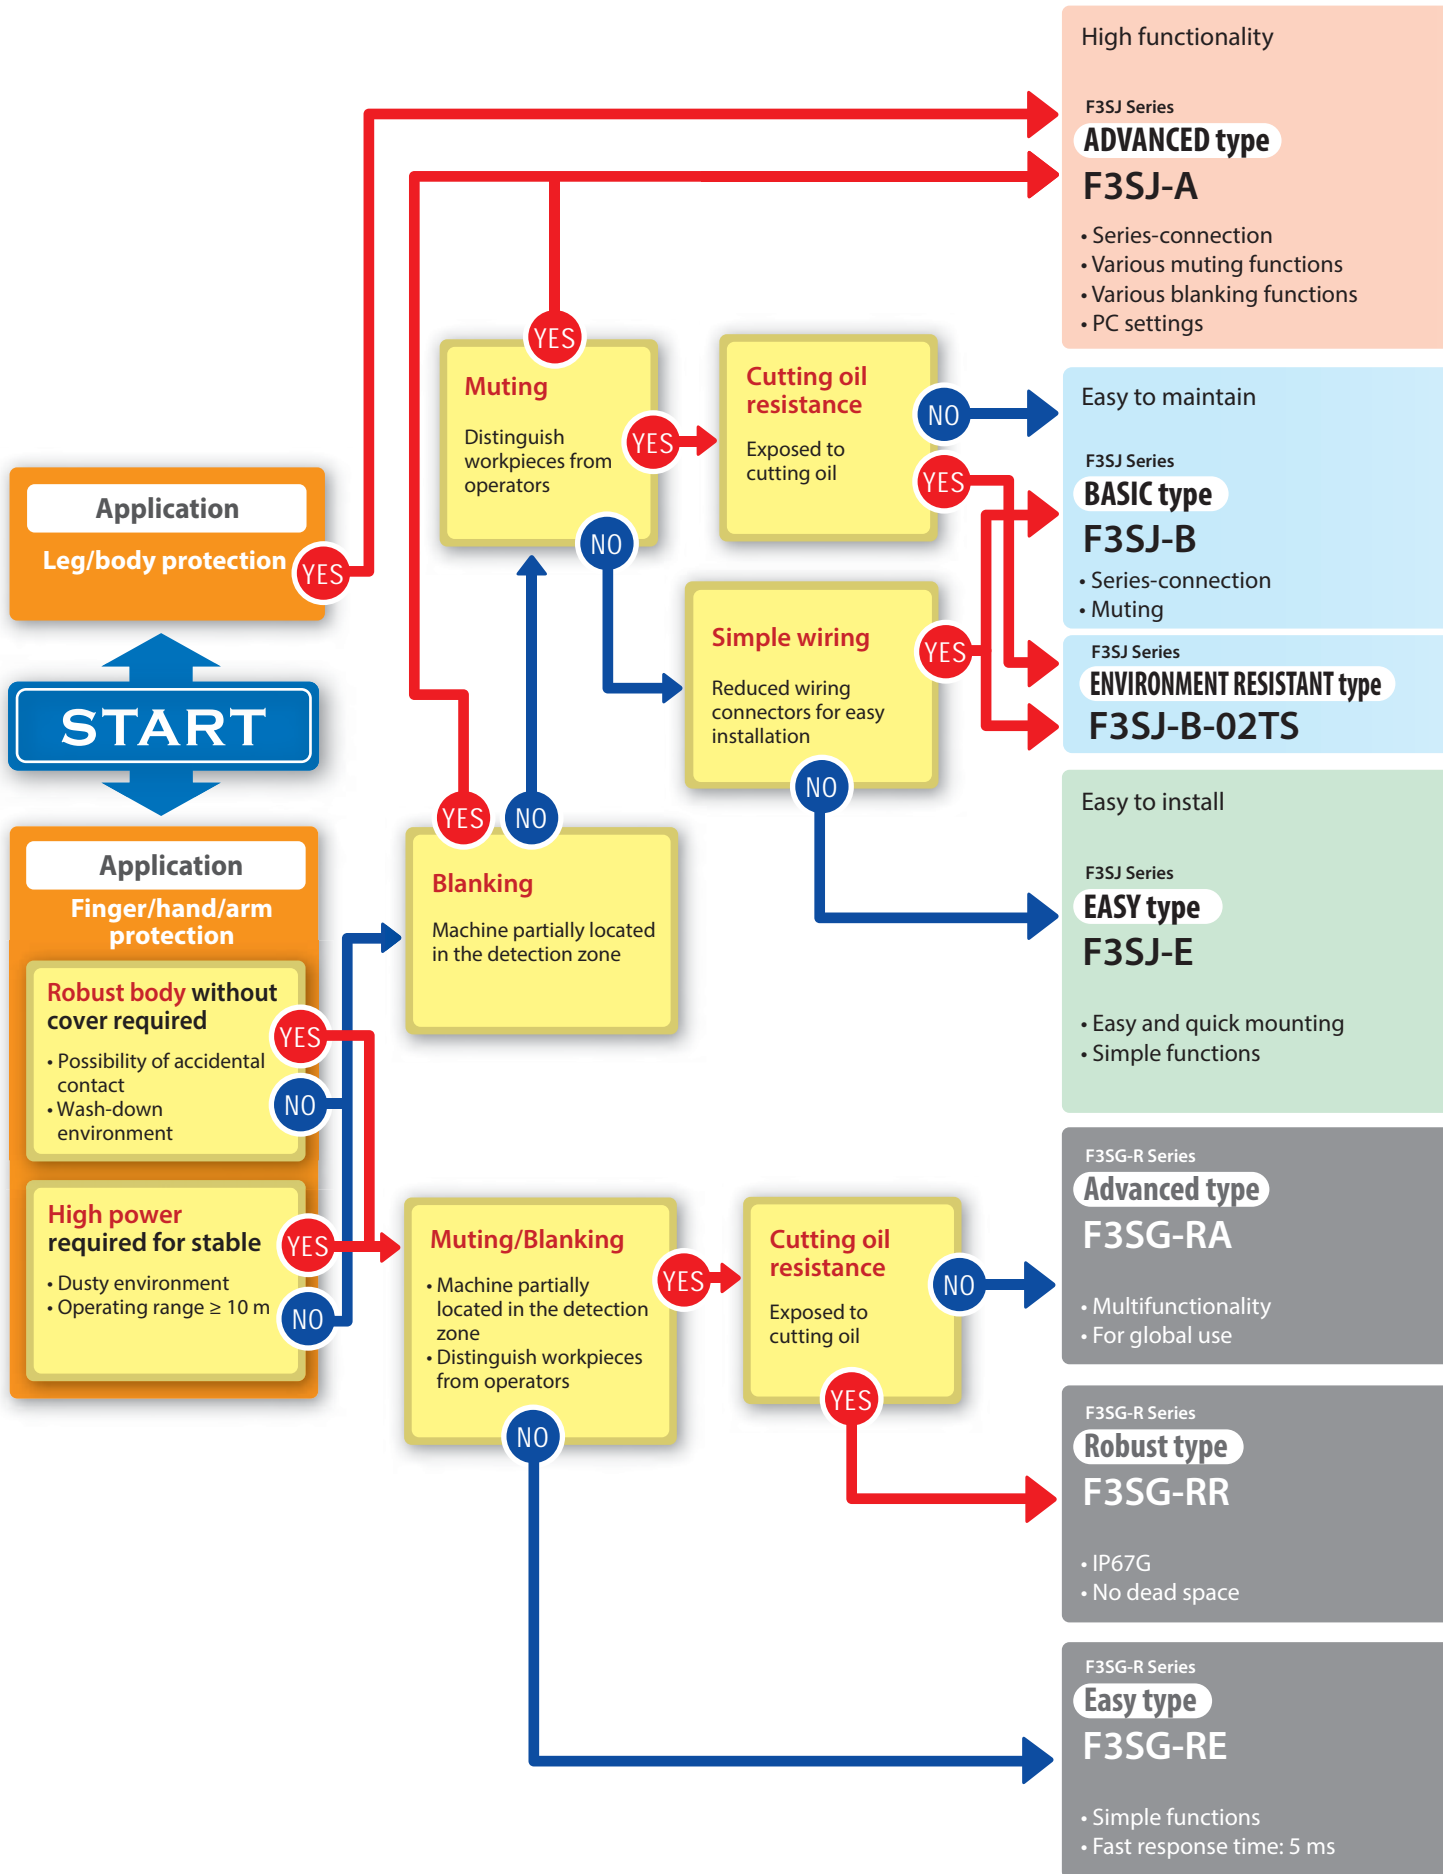 High functionality
F3SJ Series
ADVANCED type
F3SJ-A
• Series-connection
• Various muting functions
• Various blanking functions
• PC settings
YES
Muting
Distinguish
workpieces from
operators
YES
NO
Cutting oil
resistance
Exposed to
cutting oil
NO
YES
Easy to maintain
F3SJ Series
BASIC type
F3SJ-B
• Series-connection
• Muting
Application
Leg/body protection
YES
START
Simple wiring
Reduced wiring
connectors for easy
installation
YES
NO
F3SJ Series
ENVIRONMENT RESISTANT type
F3SJ-B-02TS
Easy to install
F3SJ Series
EASY type
F3SJ-E
• Easy and quick mounting
• Simple functions
YES
NO
Blanking
Machine partially located
in the detection zone
Application
Finger/hand/arm
protection
Robust body without
cover required
• Possibility of accidental
contact
• Wash-down
environment
YES
NO
High power
required for stable
• Dusty environment
• Operating range ≥ 10 m
YES
NO
Muting/Blanking
• Machine partially
located in the detection
zone
• Distinguish workpieces
from operators
YES
NO
Cutting oil
resistance
Exposed to
cutting oil
NO
YES
F3SG-R Series
Advanced type
F3SG-RA
• Multifunctionality
• For global use
F3SG-R Series
Robust type
F3SG-RR
• IP67G
• No dead space
F3SG-R Series
Easy type
F3SG-RE
• Simple functions
• Fast response time: 5 ms